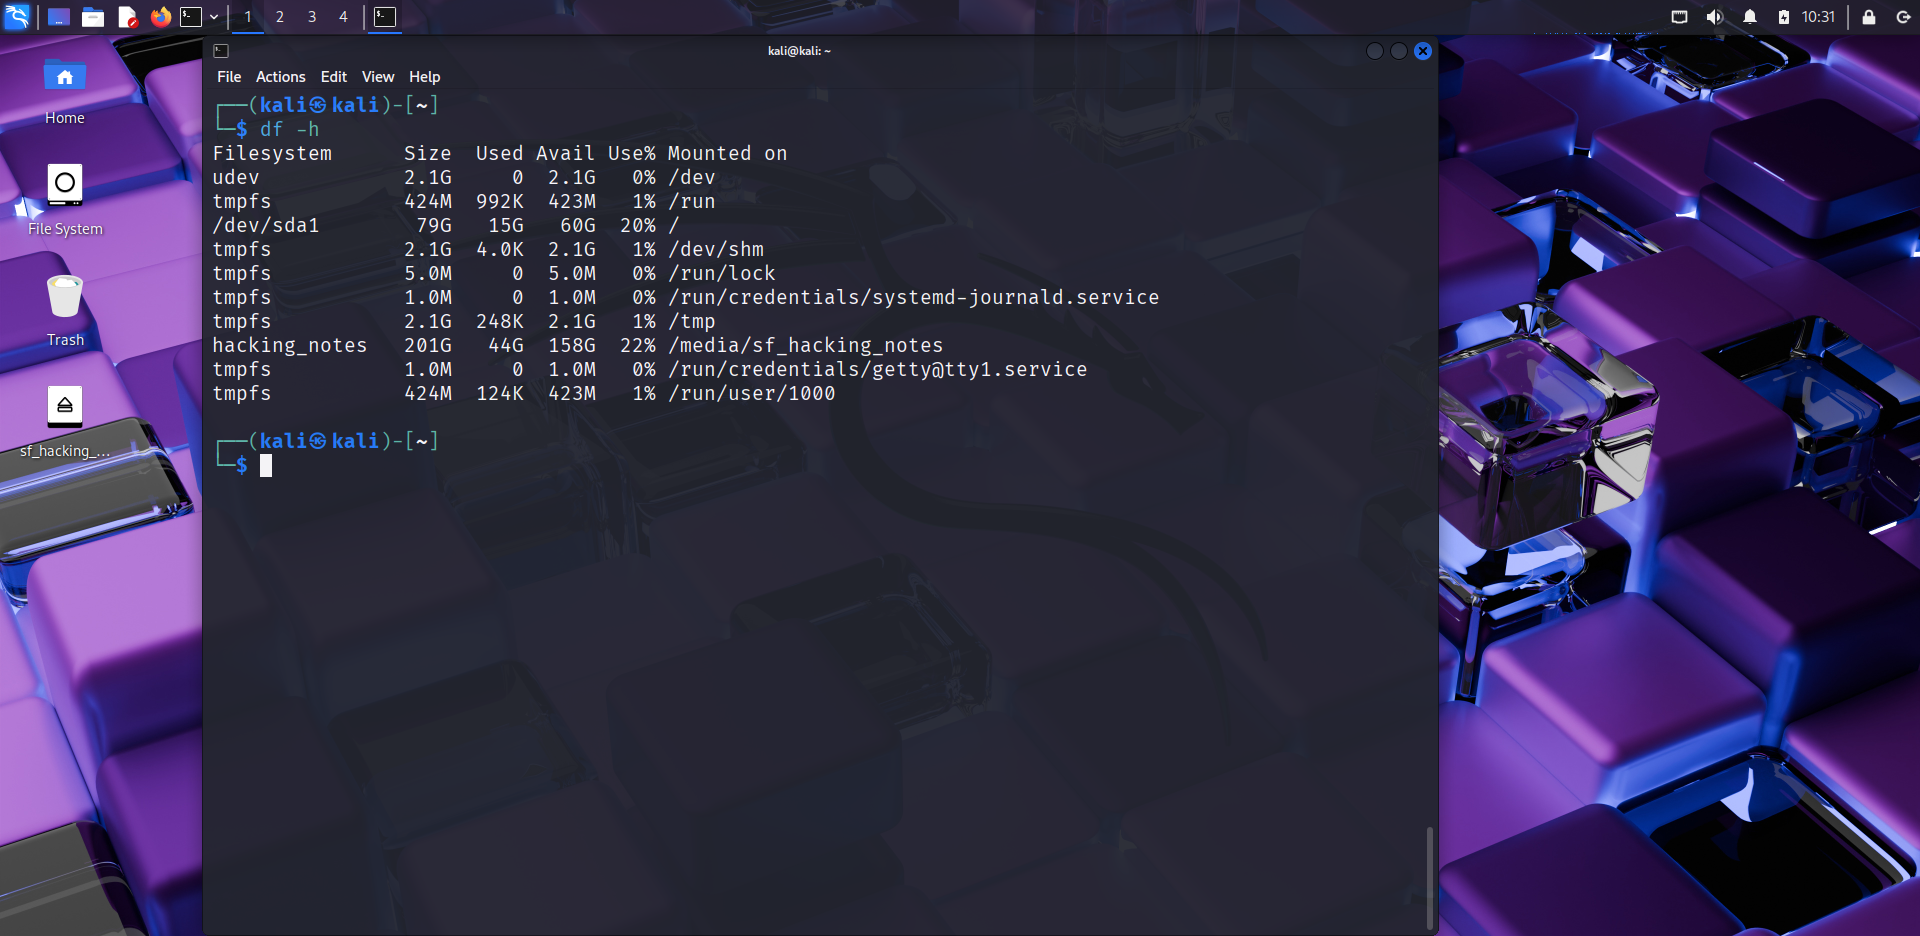 1 2 3 4
10:31
kali@kali: ~
File Actions Edit View Help
Home
File System
Trash
sf_hacking_...
┌──(kali㉿kali)-[~]
└─$ df -h
Filesystem      Size  Used Avail Use% Mounted on
udev            2.1G     0  2.1G   0% /dev
tmpfs           424M  992K  423M   1% /run
/dev/sda1        79G   15G   60G  20% /
tmpfs           2.1G  4.0K  2.1G   1% /dev/shm
tmpfs           5.0M     0  5.0M   0% /run/lock
tmpfs           1.0M     0  1.0M   0% /run/credentials/systemd-journald.service
tmpfs           2.1G  248K  2.1G   1% /tmp
hacking_notes   201G   44G  158G  22% /media/sf_hacking_notes
tmpfs           1.0M     0  1.0M   0% /run/credentials/getty@tty1.service
tmpfs           424M  124K  423M   1% /run/user/1000
┌──(kali㉿kali)-[~]
└─$